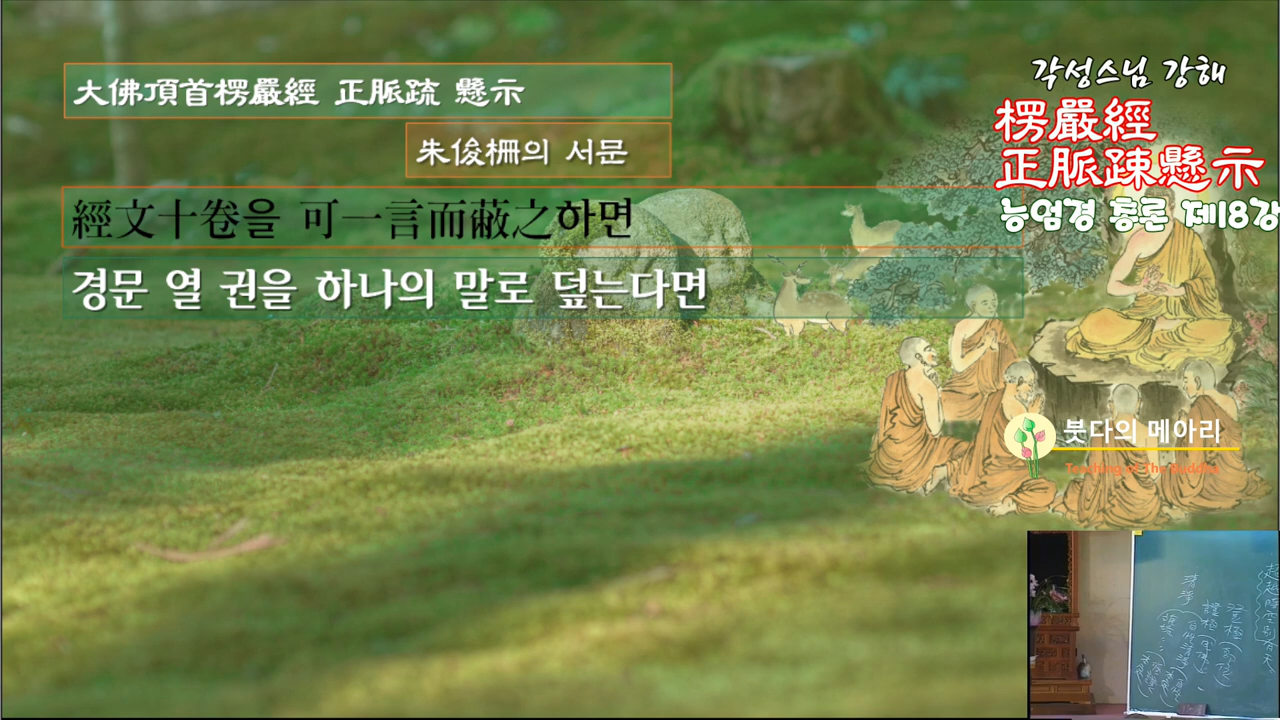 大佛頂首楞嚴經 正脈疏 懸示
朱俊柵의 서문
經文十卷을 可一言而蔽之하면
경문 열 권을 하나의 말로 덮는다면
각성스님 강해
楞嚴經
正脈疎懸示
능엄경 총론 제18강
붓다의 메아리
Teaching of The Buddha
清淨